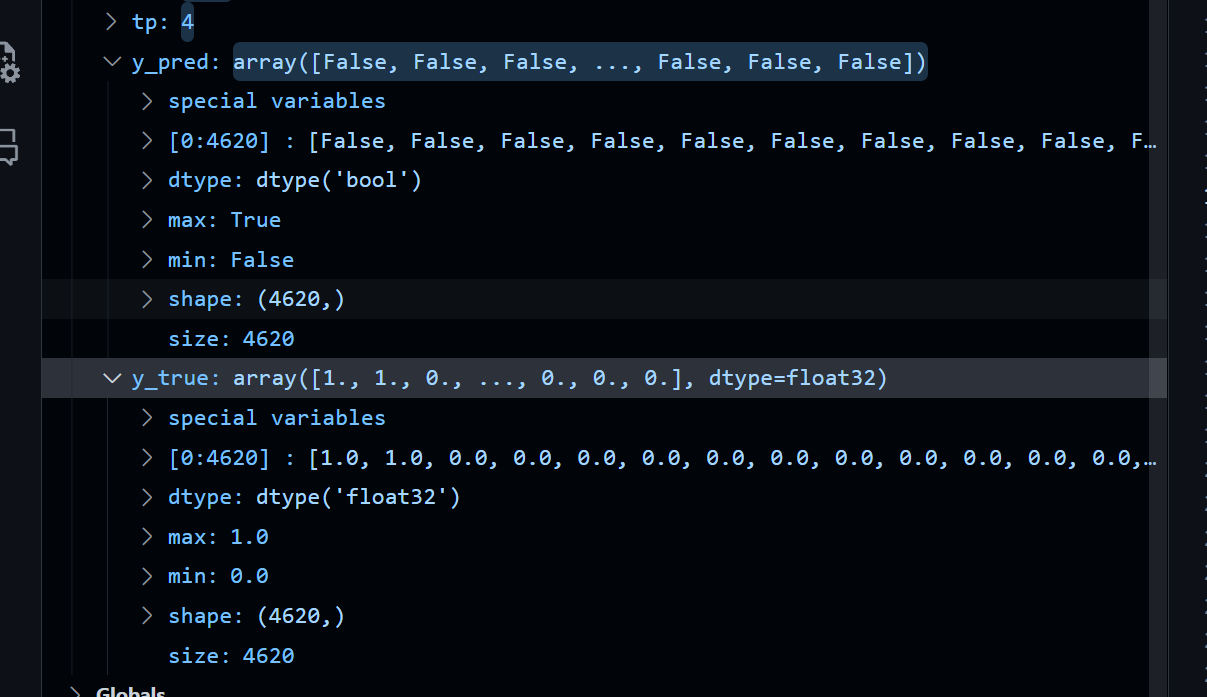 tp: 4
y_pred: array([False, False, False, ..., False, False, False])
special variables
[0:4620] : [False, False, False, False, False, False, False, False, False, F…
dtype: dtype('bool')
max: True
min: False
shape: (4620,)
size: 4620
y_true: array([1., 1., 0., ..., 0., 0., 0.], dtype=float32)
special variables
[0:4620] : [1.0, 1.0, 0.0, 0.0, 0.0, 0.0, 0.0, 0.0, 0.0, 0.0, 0.0, 0.0, 0.0,…
dtype: dtype('float32')
max: 1.0
min: 0.0
shape: (4620,)
size: 4620
Globals